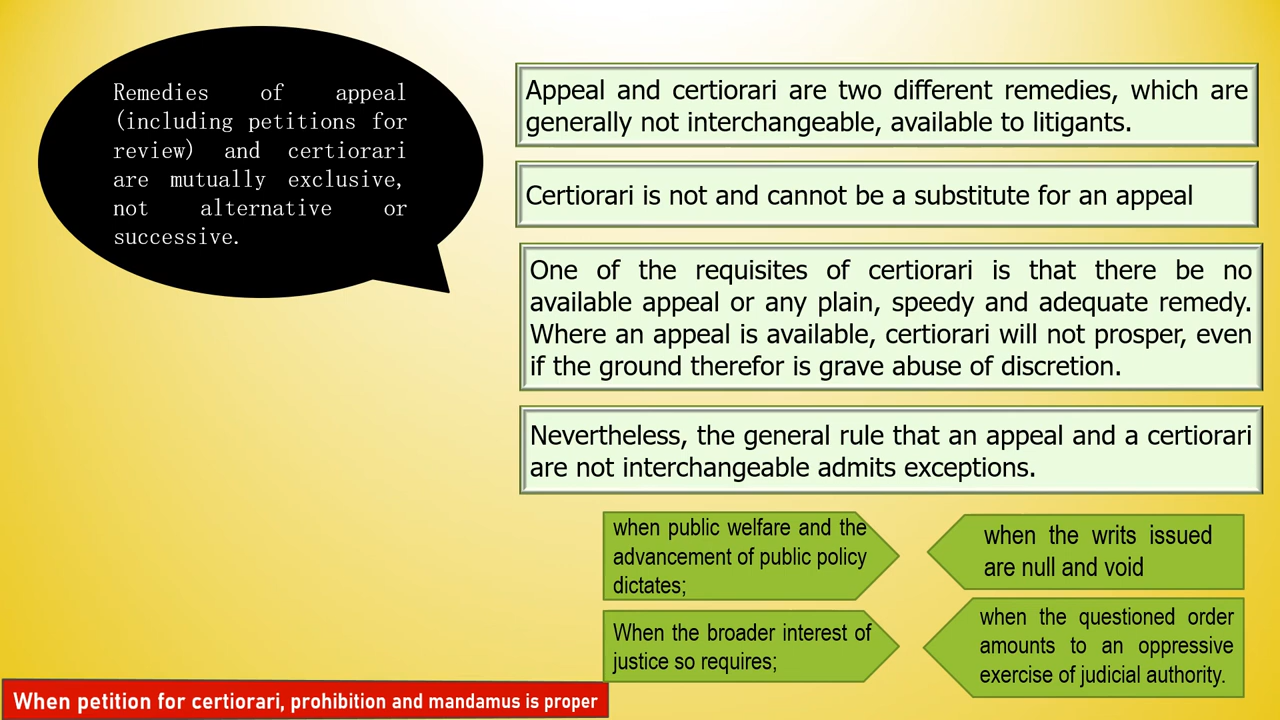 Remedies of appeal
(including petitions for
review) and certiorari
are mutually exclusive,
not alternative or
successive.
Appeal and certiorari are two different remedies, which are
generally not interchangeable, available to litigants.
Certiorari is not and cannot be a substitute for an appeal
One of the requisites of certiorari is that there be no
available appeal or any plain, speedy and adequate remedy.
Where an appeal is available, certiorari will not prosper, even
if the ground therefor is grave abuse of discretion.
Nevertheless, the general rule that an appeal and a certiorari
are not interchangeable admits exceptions.
when public welfare and the
advancement of public policy
dictates;
when the writs issued
are null and void
When the broader interest of
justice so requires;
when the questioned order
amounts to an oppressive
exercise of judicial authority.
When petition for certiorari, prohibition and mandamus is proper